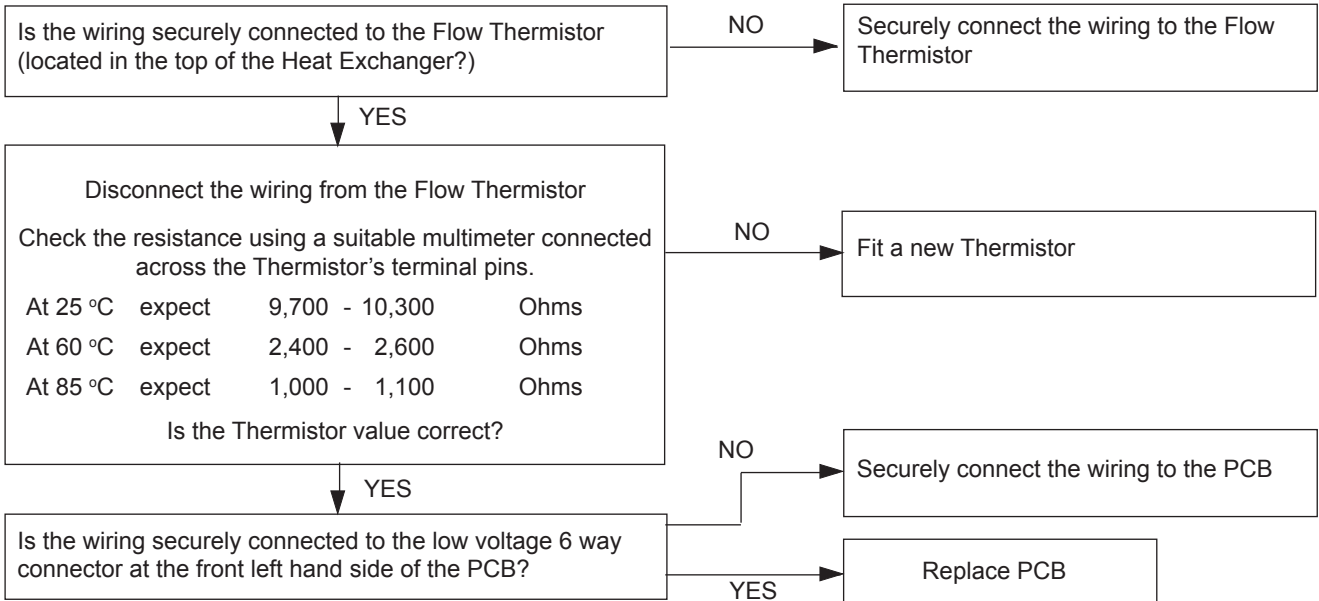 Is the wiring securely connected to the Flow Thermistor
(located in the top of the Heat Exchanger?)
NO
Securely connect the wiring to the Flow
Thermistor
YES
Disconnect the wiring from the Flow Thermistor
Check the resistance using a suitable multimeter connected
across the Thermistor’s terminal pins.
At 25 °C expect 9,700 - 10,300 Ohms
At 60 °C expect 2,400 - 2,600 Ohms
At 85 °C expect 1,000 - 1,100 Ohms
Is the Thermistor value correct?
NO
Fit a new Thermistor
YES
Is the wiring securely connected to the low voltage 6 way
connector at the front left hand side of the PCB?
NO
Securely connect the wiring to the PCB
YES
Replace PCB